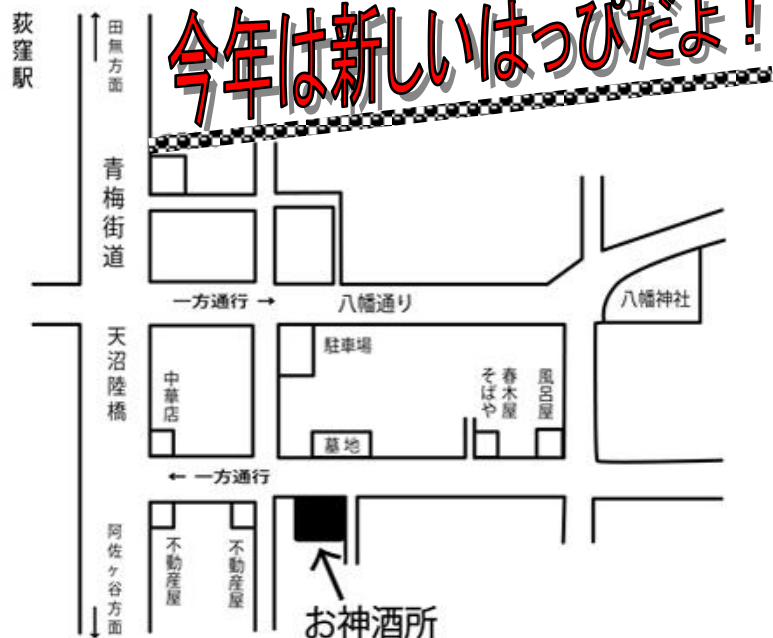 今年は新しいはっぴだよ！
荻窪駅
田無方面
青梅街道
一方通行 →
八幡通り
八幡神社
天沼陸橋
駐車場
中華店
春木屋
そばや
風呂屋
墓地
← 一方通行
阿佐ヶ谷方面
不動産屋
不動産屋
お神酒所